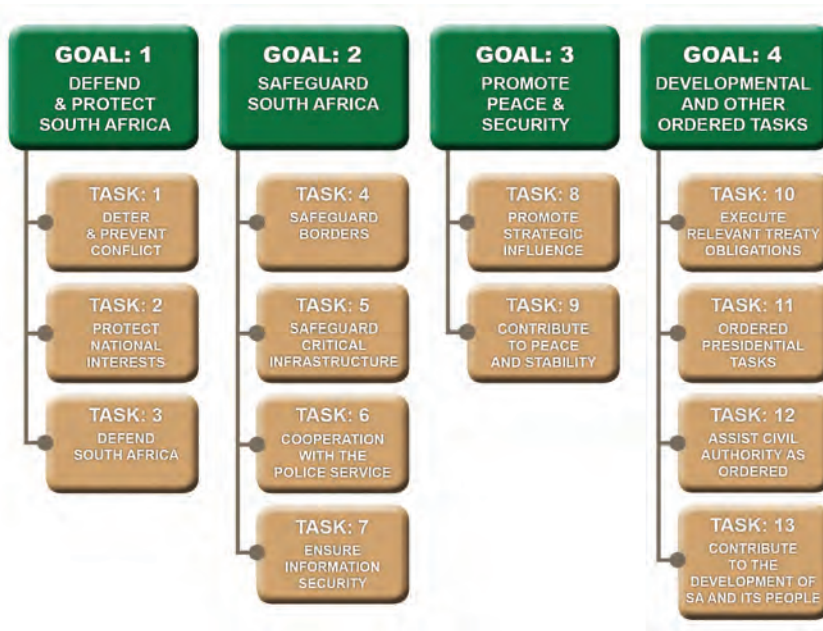 GOAL: 1
DEFEND
& PROTECT
SOUTH AFRICA
TASK: 1
DETER
& PREVENT
CONFLICT
TASK: 2
PROTECT
NATIONAL
INTERESTS
TASK: 3
DEFEND
SOUTH AFRICA
GOAL: 2
SAFEGUARD
SOUTH AFRICA
TASK: 4
SAFEGUARD
BORDERS
TASK: 5
SAFEGUARD
CRITICAL
INFRASTRUCTURE
TASK: 6
COOPERATION
WITH THE
POLICE SERVICE
TASK: 7
ENSURE
INFORMATION
SECURITY
GOAL: 3
PROMOTE
PEACE &
SECURITY
TASK: 8
PROMOTE
STRATEGIC
INFLUENCE
TASK: 9
CONTRIBUTE
TO PEACE
AND STABILITY
GOAL: 4
DEVELOPMENTAL
AND OTHER
ORDERED TASKS
TASK: 10
EXECUTE
RELEVANT TREATY
OBLIGATIONS
TASK: 11
ORDERED
PRESIDENTIAL
TASKS
TASK: 12
ASSIST CIVIL
AUTHORITY AS
ORDERED
TASK: 13
CONTRIBUTE
TO THE
DEVELOPMENT OF
SA AND ITS PEOPLE